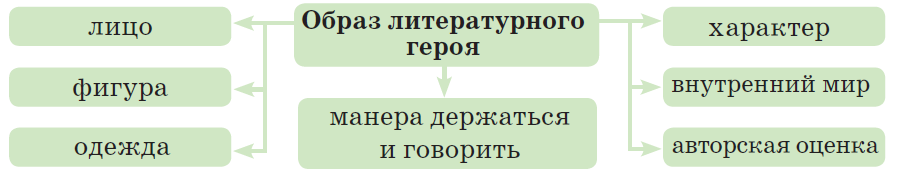 Образ литературного
героя
лицо
фигура
одежда
манера держаться
и говорить
характер
внутренний мир
авторская оценка